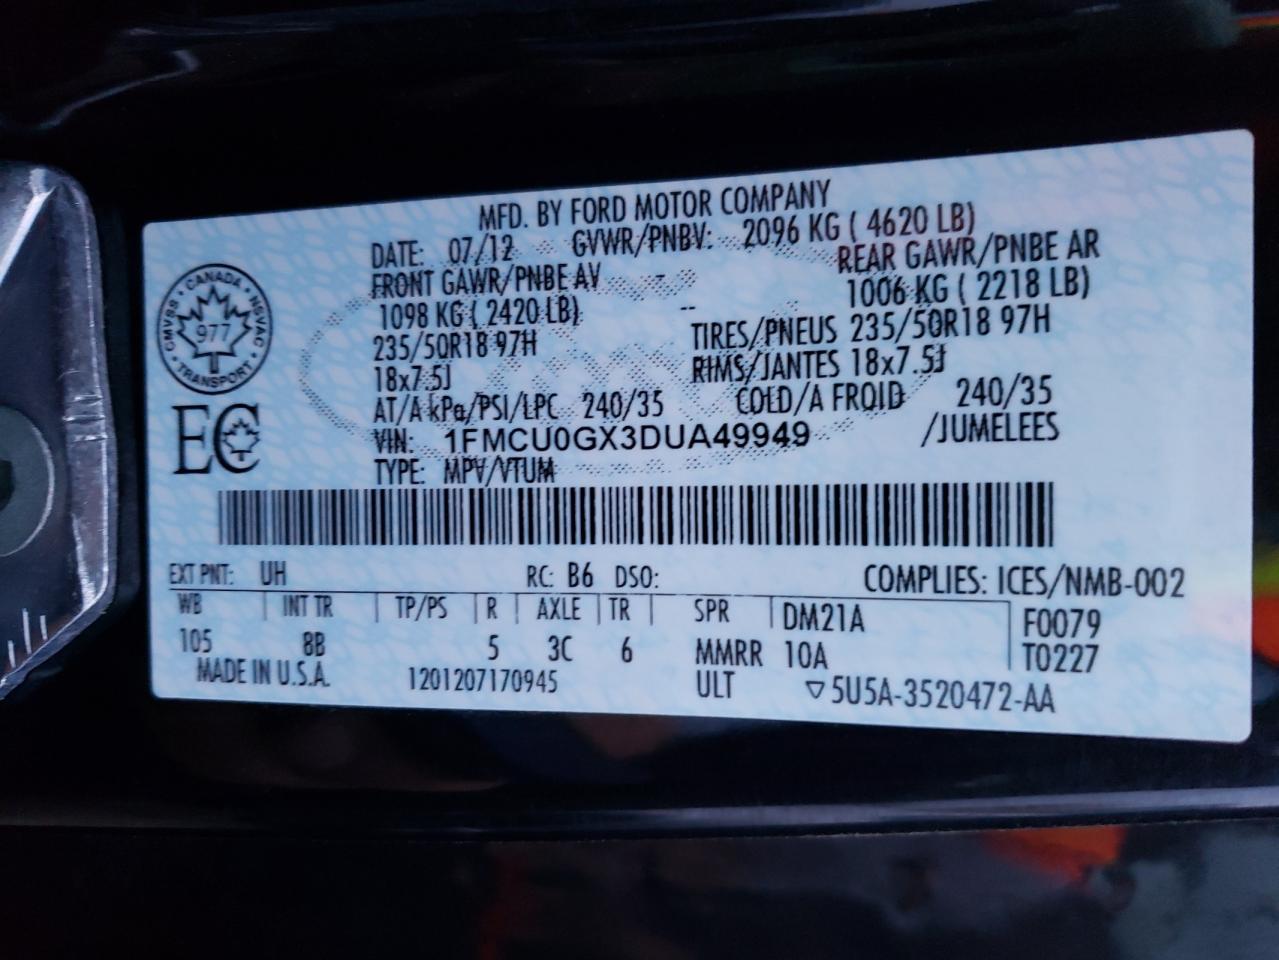 MFD. BY FORD MOTOR COMPANY
DATE: 07/12 GVWR/PNBV: 2096 KG ( 4620 LB)
FRONT GAWR/PNBE AV REAR GAWR/PNBE AR
1098 KG ( 2420 LB) 1006 KG ( 2218 LB)
235/50R18 97H TIRES/PNEUS 235/50R18 97H
18x7.5J RIMS/JANTES 18x7.5J
AT/A kPa/PSI/LPC 240/35 COLD/A FROID 240/35
VIN: 1FMCU0GX3DUA49949 /JUMELEES
TYPE: MPV/VTUM
CMVSS • CANADA • NSVAC • TRANSPORT •
977
EC
EXT PNT: UH RC: B6 DSO: COMPLIES: ICES/NMB-002
WB INT TR TP/PS R AXLE TR SPR DM21A F0079
105 8B 5 3C 6 MMRR 10A T0227
MADE IN U.S.A. 1201207170945 ULT ▽5U5A-3520472-AA